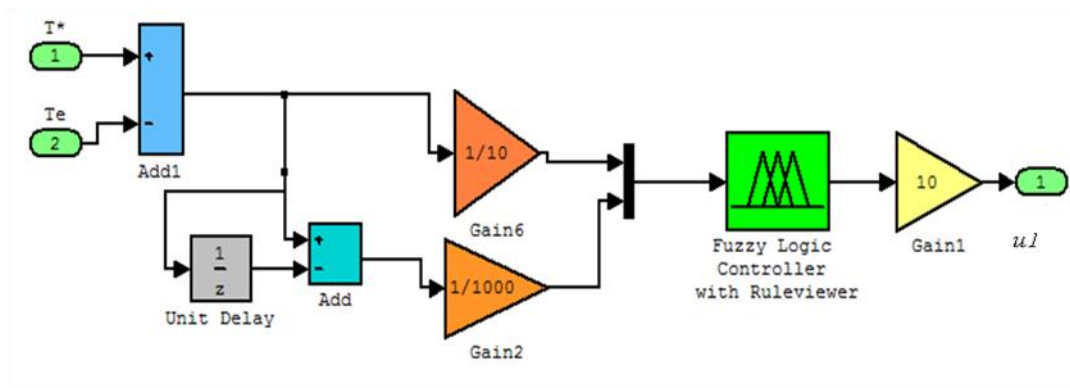 T*
1
+
Te
-
2
Add1
1/10
Gain6
1
z
Unit Delay
+
-
Add
1/1000
Gain2
Fuzzy Logic
Controller
with Ruleviewer
10
Gain1
1
u1